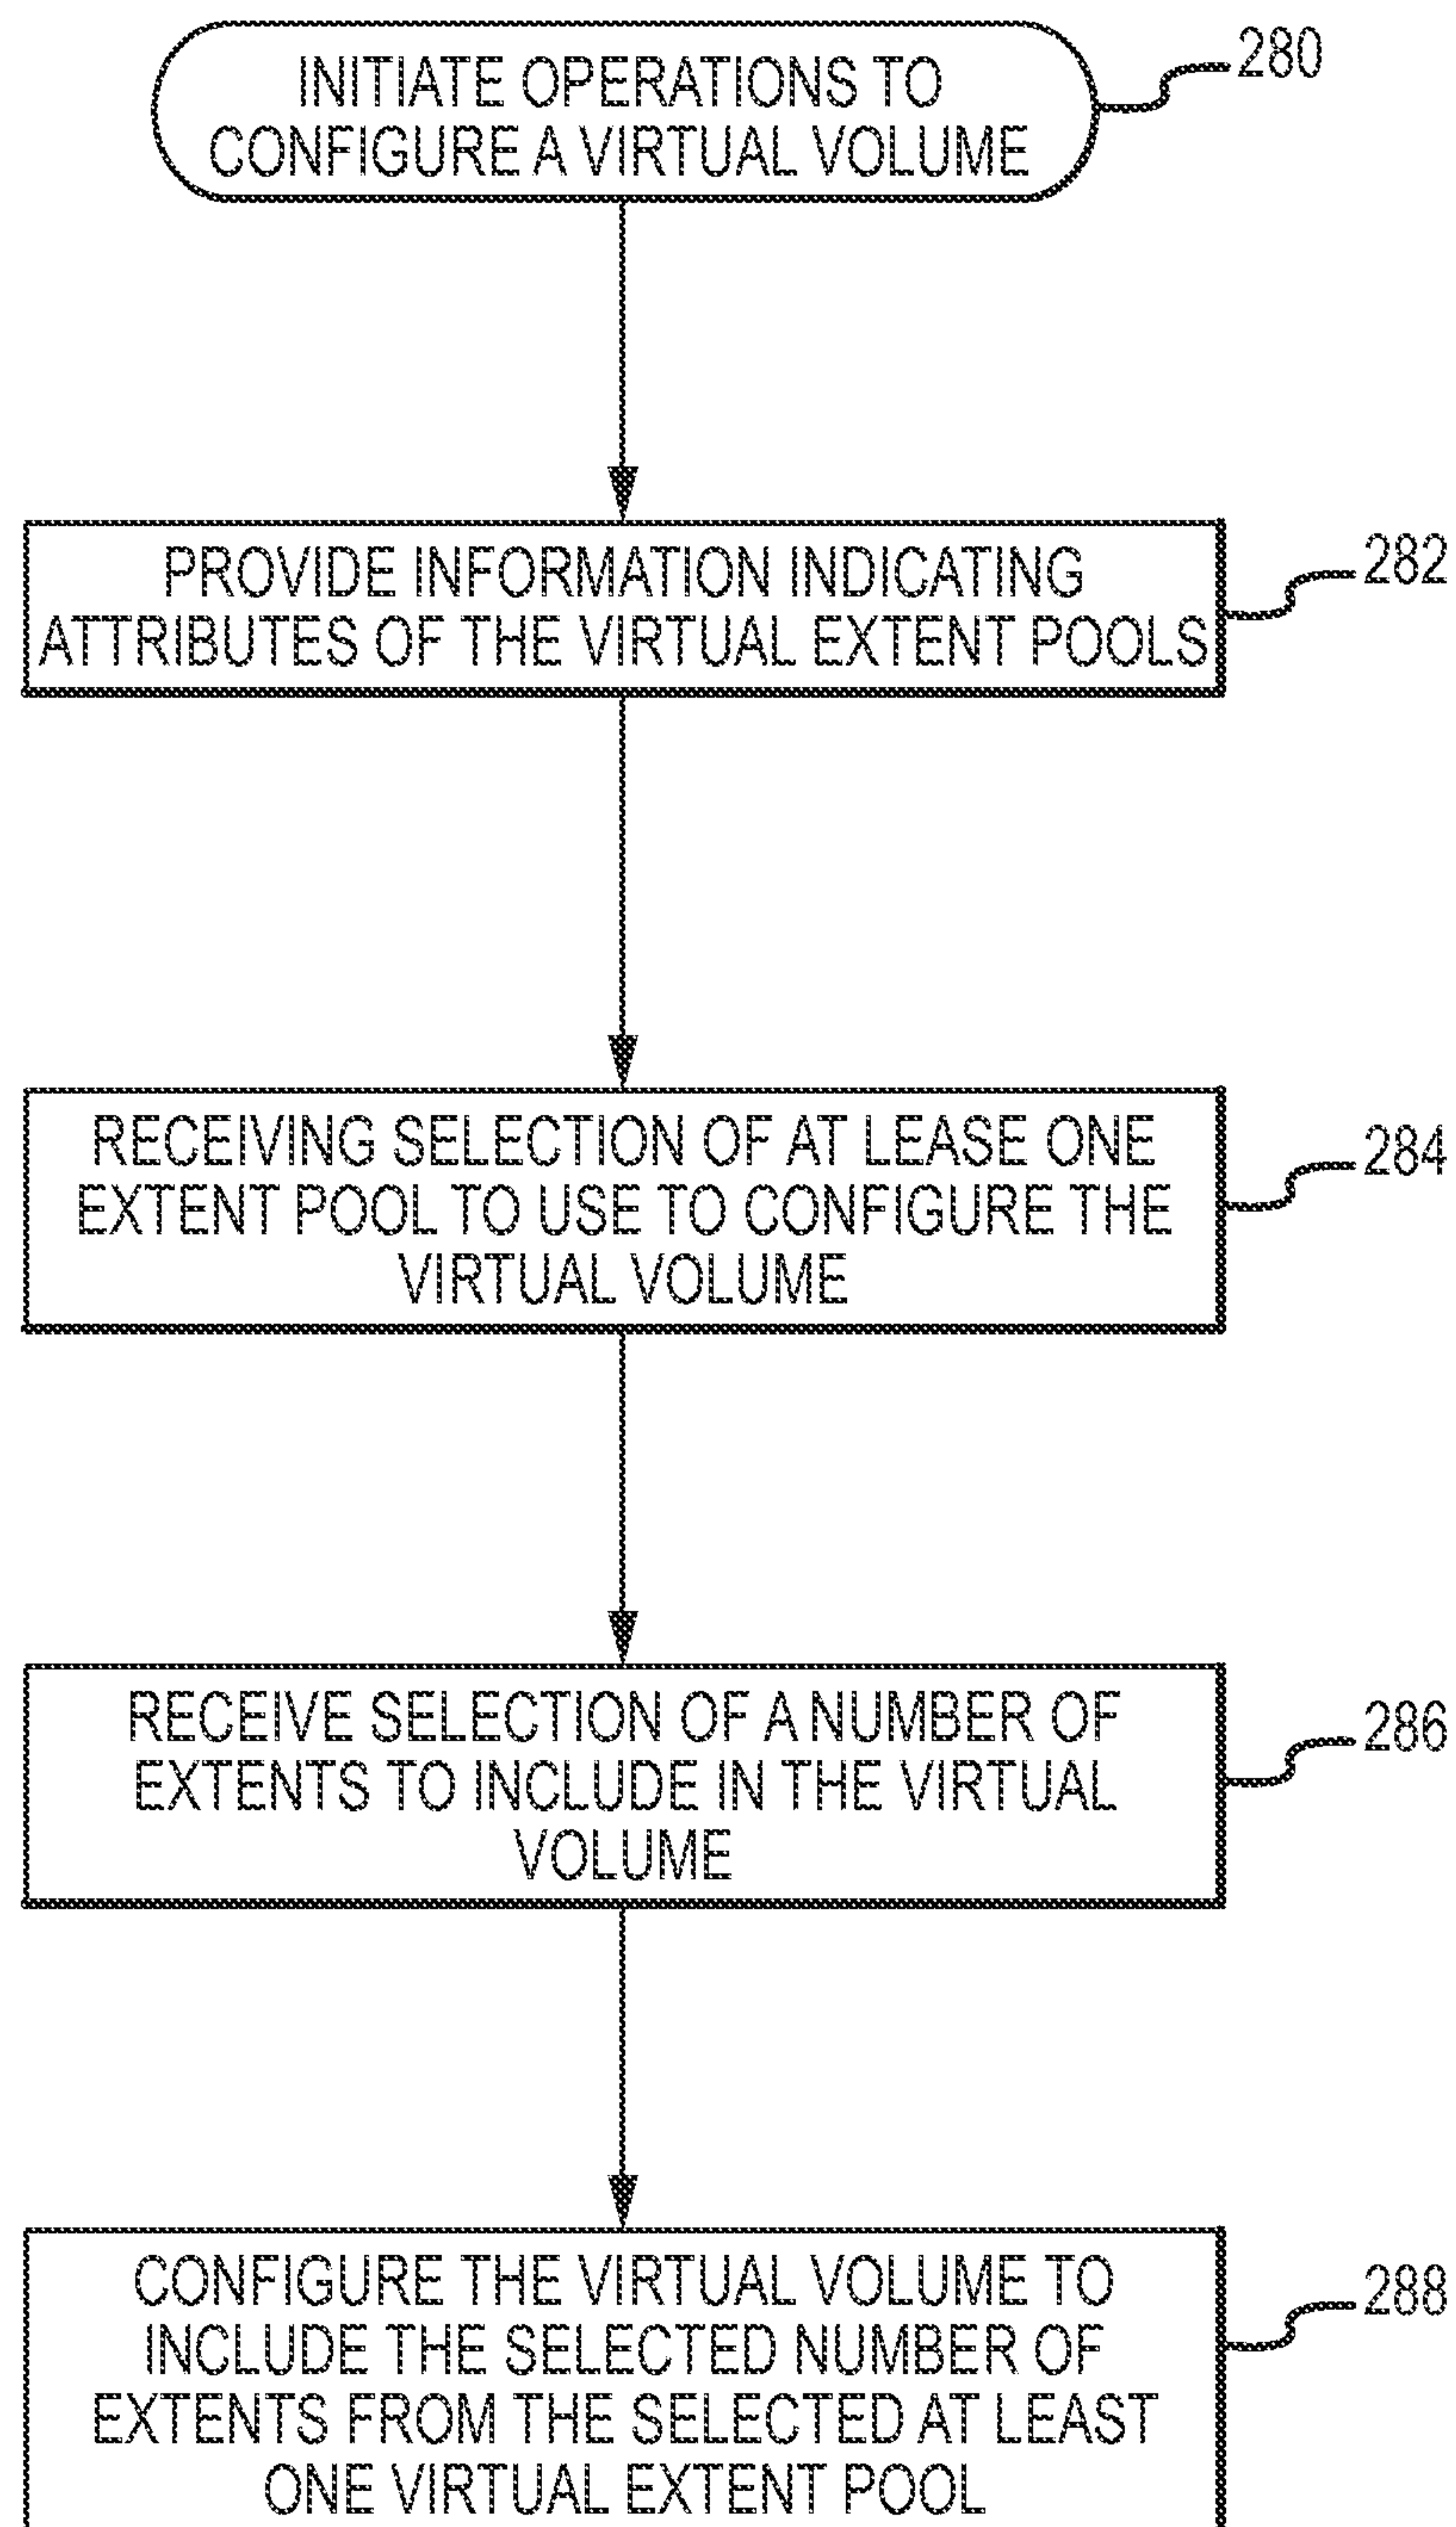 INITIATE OPERATIONS TO
CONFIGURE A VIRTUAL VOLUME
280
PROVIDE INFORMATION INDICATING
ATTRIBUTES OF THE VIRTUAL EXTENT POOLS
282
RECEIVING SELECTION OF AT LEASE ONE
EXTENT POOL TO USE TO CONFIGURE THE
VIRTUAL VOLUME
284
RECEIVE SELECTION OF A NUMBER OF
EXTENTS TO INCLUDE IN THE VIRTUAL
VOLUME
286
CONFIGURE THE VIRTUAL VOLUME TO
INCLUDE THE SELECTED NUMBER OF
EXTENTS FROM THE SELECTED AT LEAST
ONE VIRTUAL EXTENT POOL
288